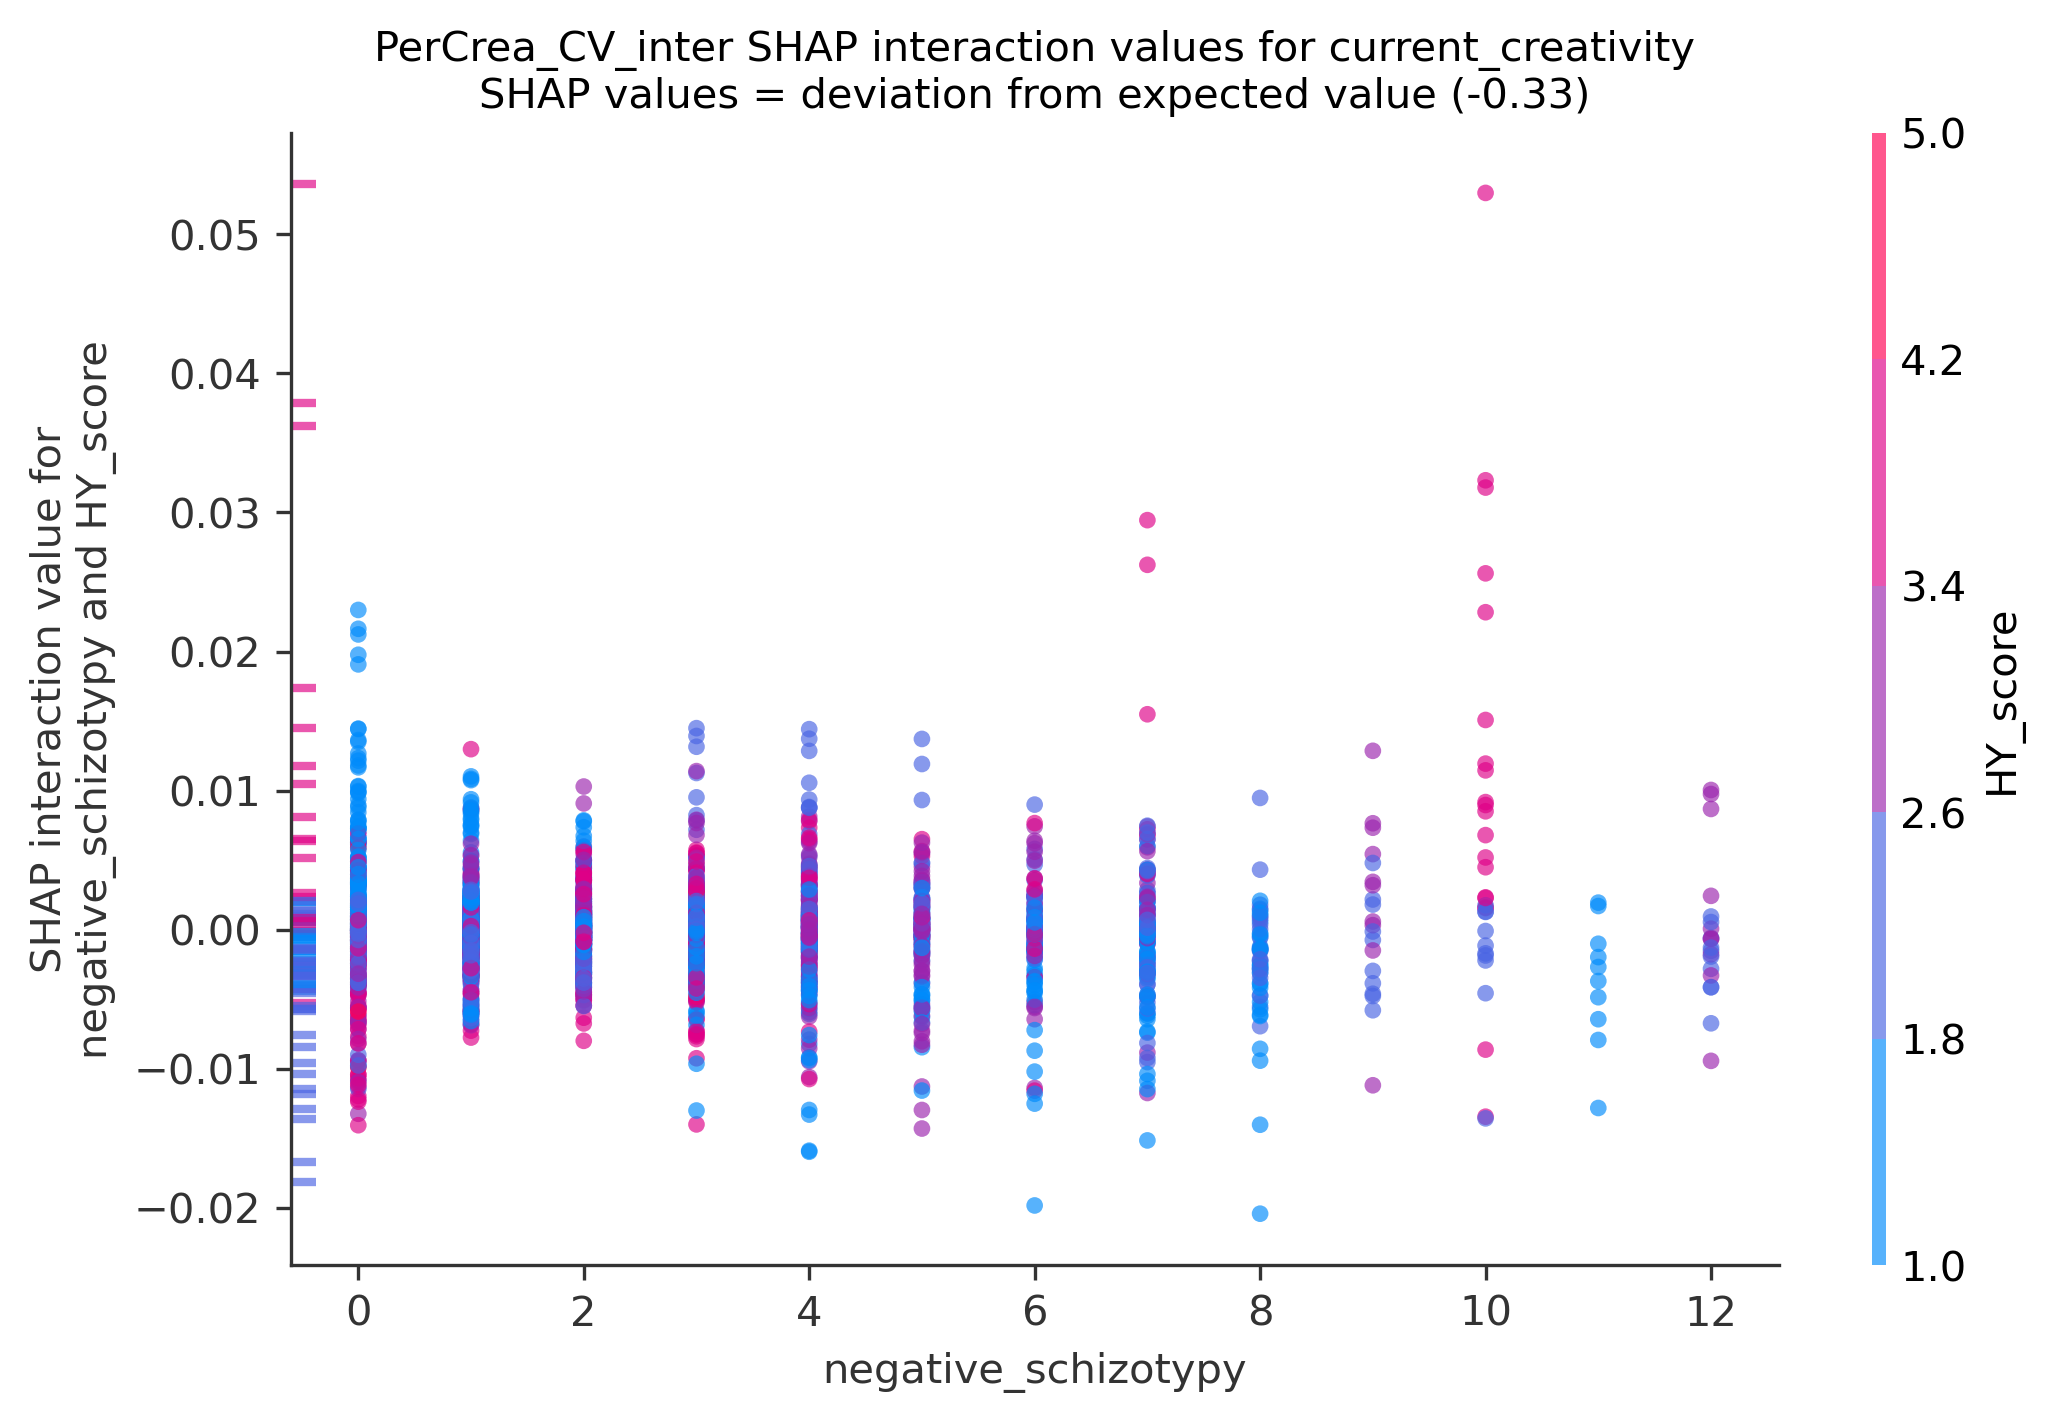 PerCrea_CV_inter SHAP interaction values for current_creativity
SHAP values = deviation from expected value (-0.33)
SHAP interaction value for
negative_schizotypy and HY_score
0.05
0.04
0.03
0.02
0.01
0.00
−0.01
−0.02
0 2 4 6 8 10 12
negative_schizotypy
5.0
4.2
3.4
2.6
1.8
1.0
HY_score